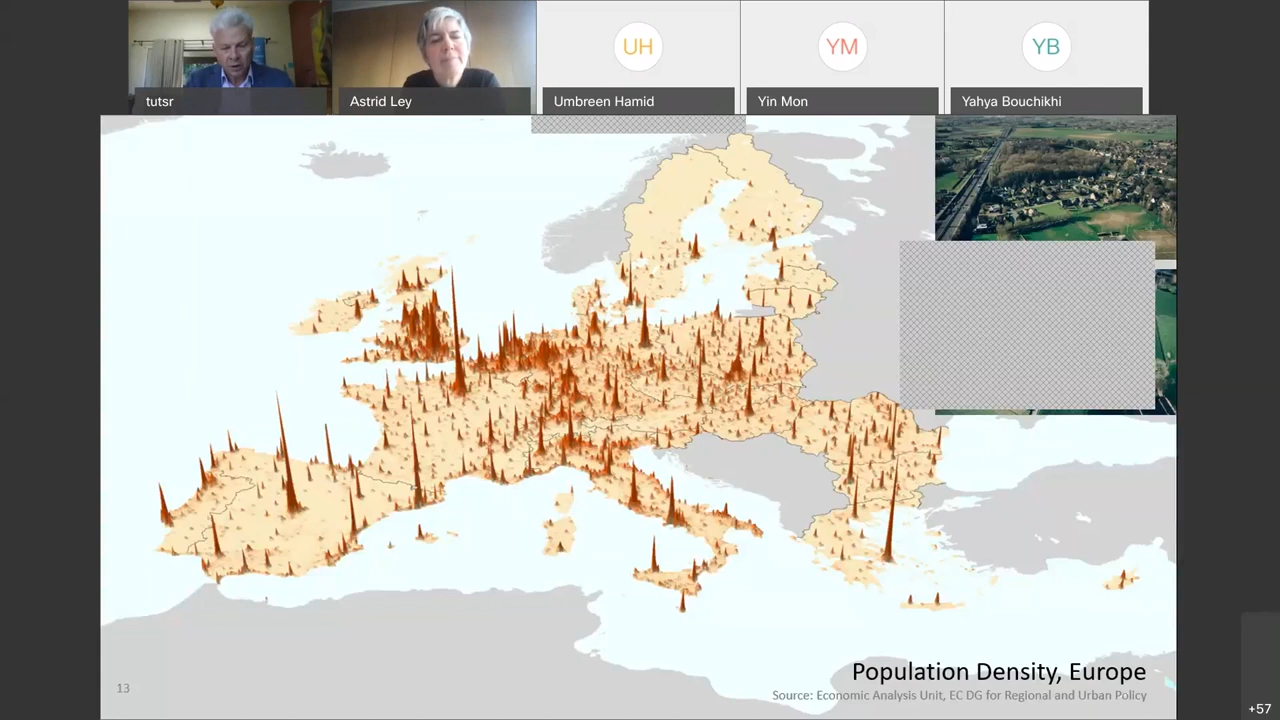 UH
YM
YB
tutsr
Astrid Ley
Umbreen Hamid
Yin Mon
Yahya Bouchikhi
13
Population Density, Europe
Source: Economic Analysis Unit, EC DG for Regional and Urban Policy
+57